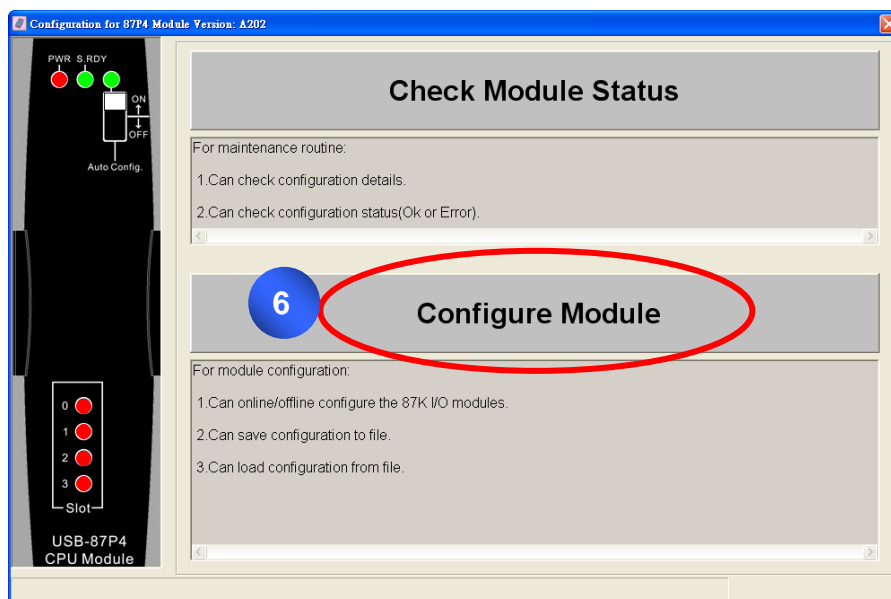 Configuration for 87P4 Module Version: A202
PWR S.RDY
ON
OFF
Auto Config.
Check Module Status
For maintenance routine:
1.Can check configuration details.
2.Can check configuration status(Ok or Error).
6
Configure Module
For module configuration:
1.Can online/offline configure the 87K I/O modules.
2.Can save configuration to file.
3.Can load configuration from file.
0
1
2
3
Slot
USB-87P4
CPU Module